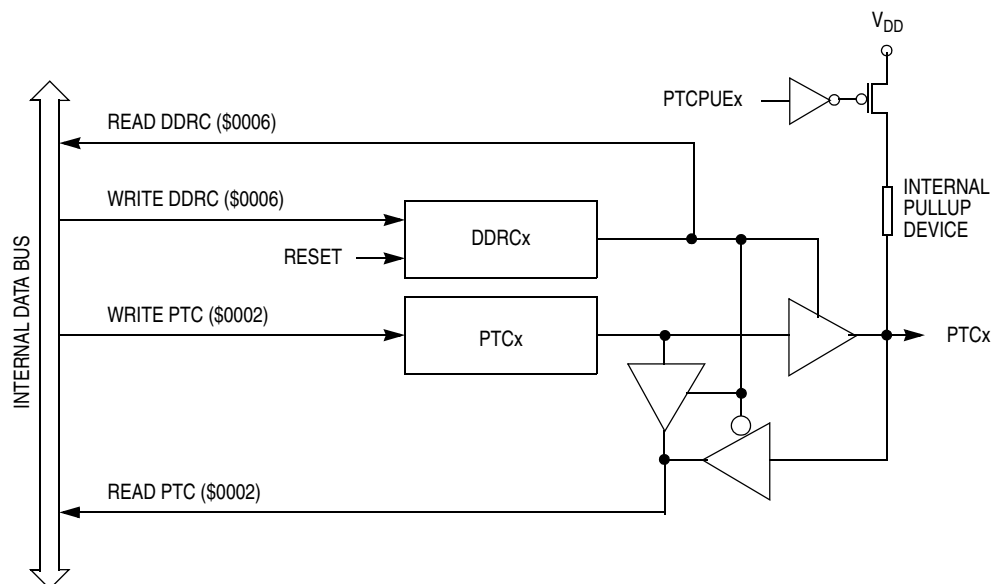 VDD
PTCPUEx
READ DDRC ($0006)
WRITE DDRC ($0006)
INTERNAL
PULLUP
DEVICE
DDRCx
RESET
INTERNAL DATA BUS
WRITE PTC ($0002)
PTCx
PTCx
READ PTC ($0002)